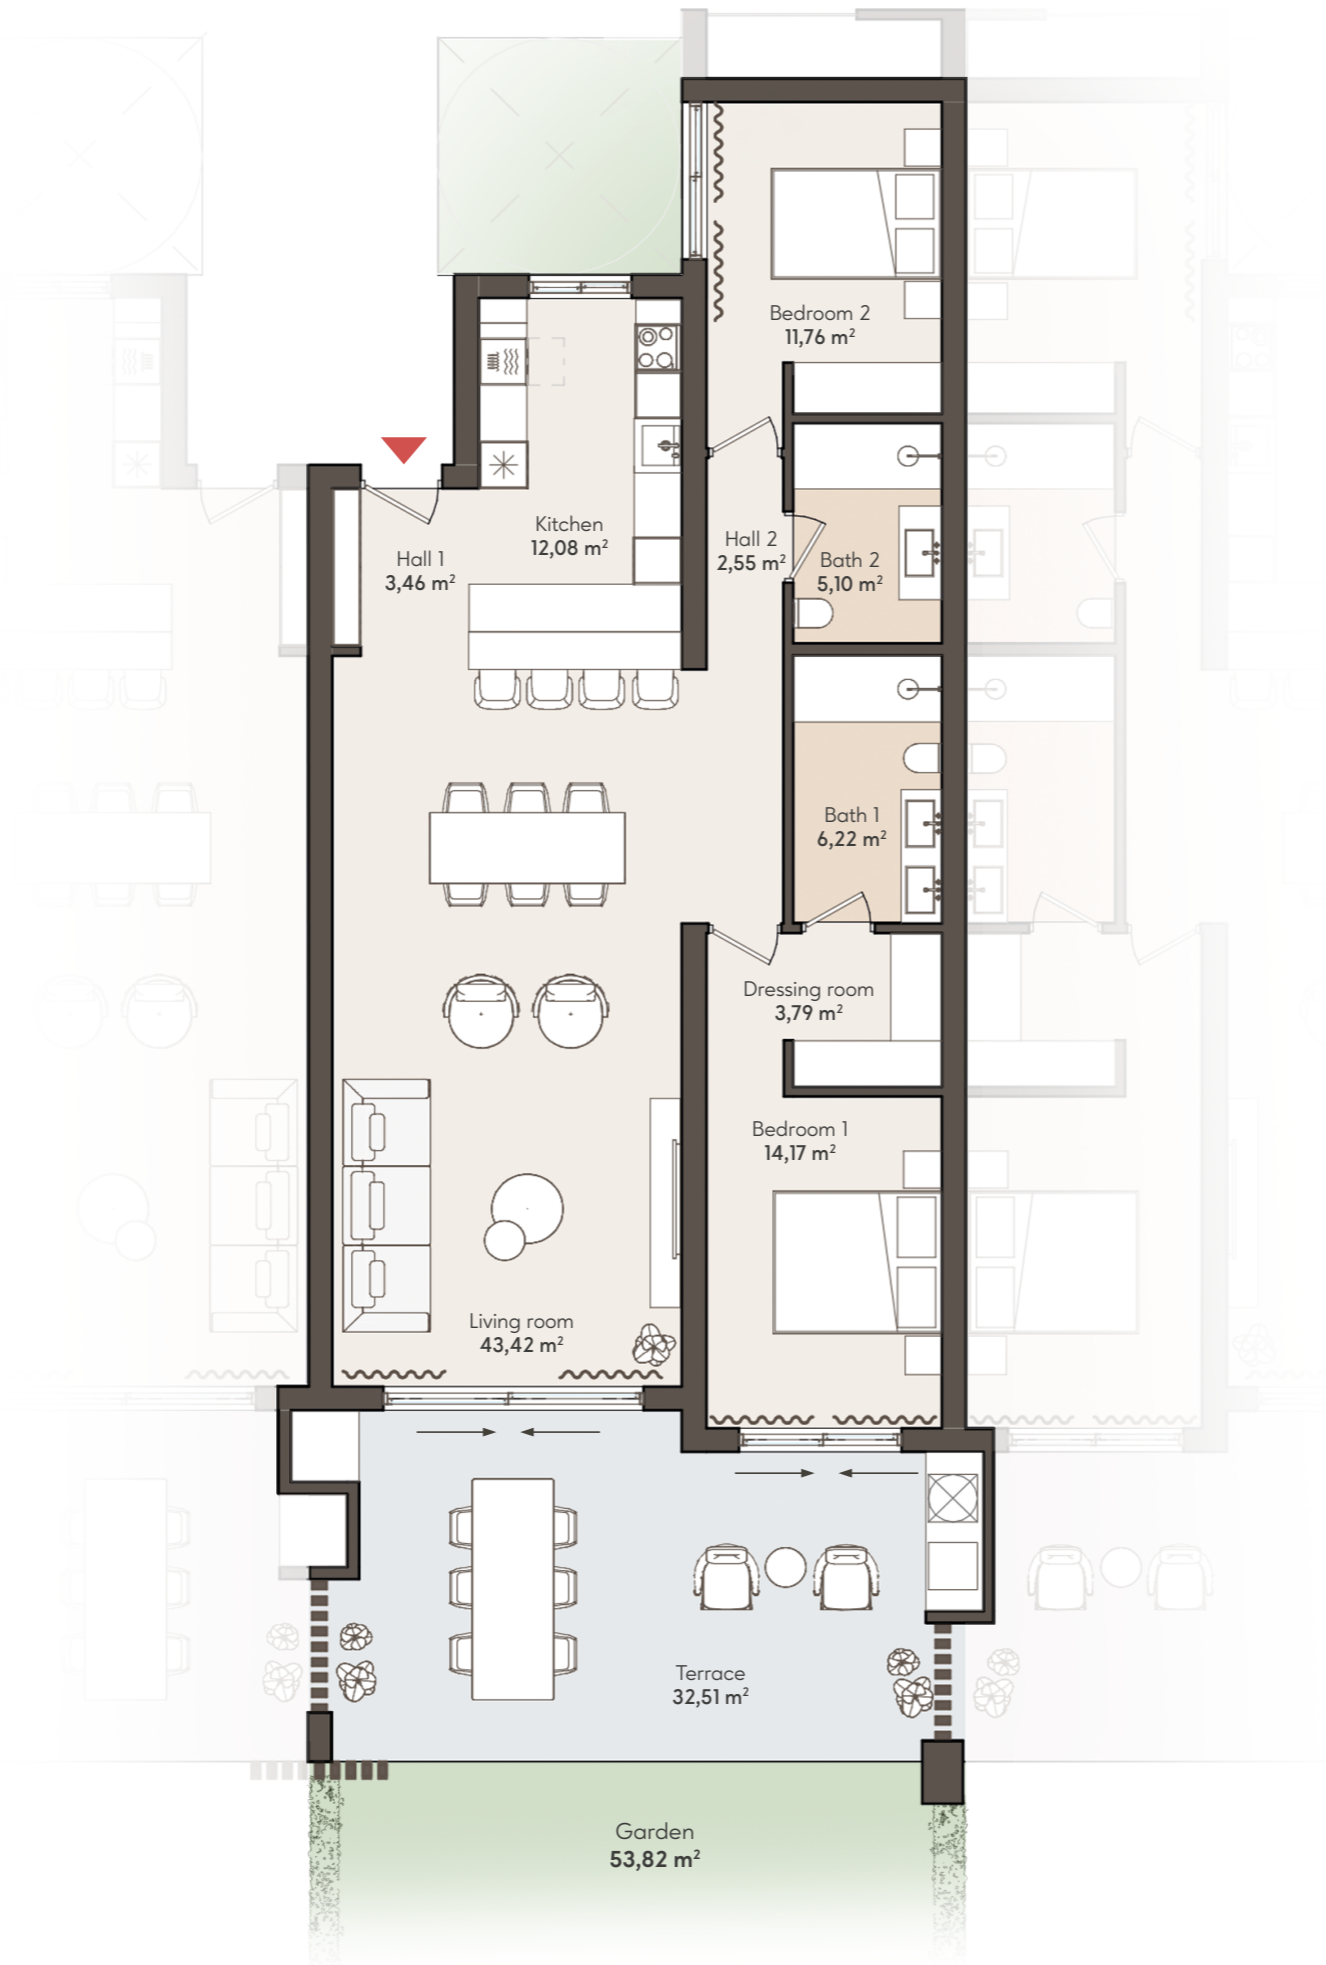 Bedroom 2
11,76 m²
Kitchen
12,08 m²
Hall 1
3,46 m²
Hall 2
2,55 m²
Bath 2
5,10 m²
Bath 1
6,22 m²
Dressing room
3,79 m²
Bedroom 1
14,17 m²
Living room
43,42 m²
Terrace
32,51 m²
Garden
53,82 m²